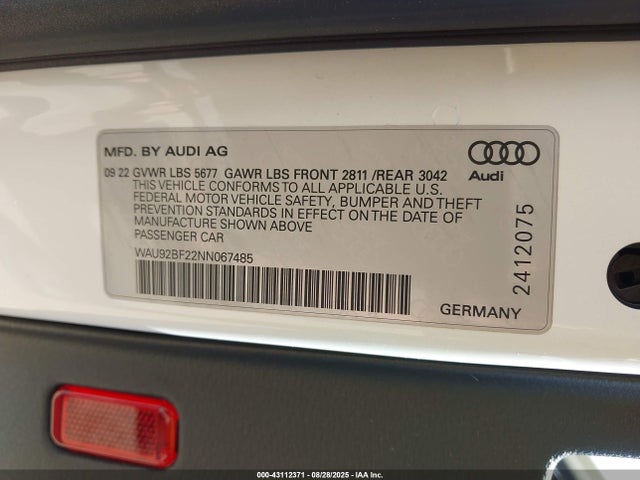 MFD. BY AUDI AG
09 22 GVWR LBS 5677 GAWR LBS FRONT 2811 /REAR 3042
THIS VEHICLE CONFORMS TO ALL APPLICABLE U.S.
FEDERAL MOTOR VEHICLE SAFETY, BUMPER AND THEFT
PREVENTION STANDARDS IN EFFECT ON THE DATE OF
MANUFACTURE SHOWN ABOVE
PASSENGER CAR
WAU92BF22NN067485
Audi
2412075
GERMANY
000-43112371 - 08/28/2025 - IAA Inc.